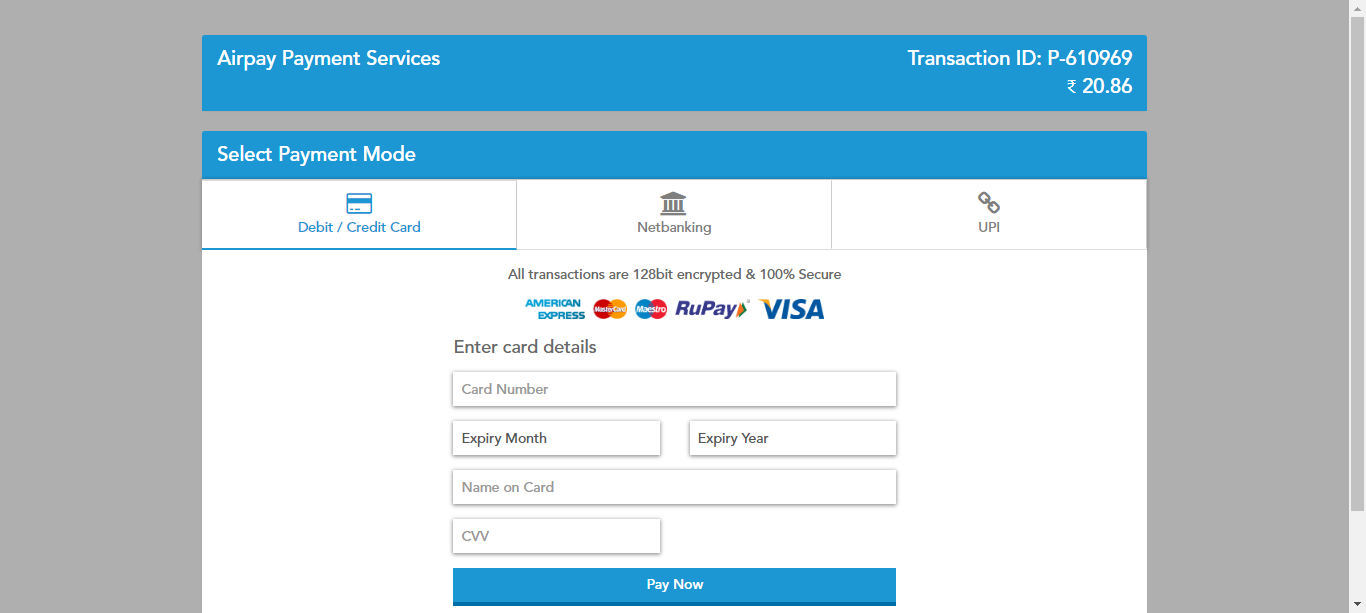 Airpay Payment Services
Transaction ID: P-610969
₹ 20.86
Select Payment Mode
Debit / Credit Card
Netbanking
UPI
All transactions are 128bit encrypted & 100% Secure
AMERICAN EXPRESS MasterCard Maestro RuPay VISA
Enter card details
Card Number
Expiry Month
Expiry Year
Name on Card
CVV
Pay Now